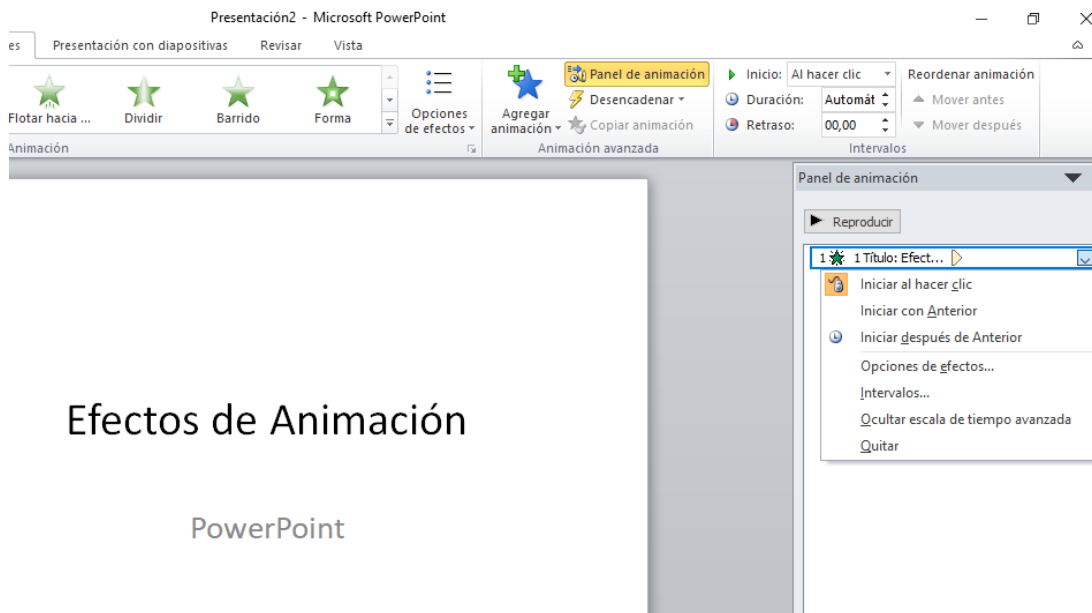 Presentación2 - Microsoft PowerPoint
es Presentación con diapositivas Revisar Vista
Flotar hacia ... Dividir Barrido Forma
Opciones de efectos
Agregar animación
Panel de animación
Desencadenar
Copiar animación
Inicio: Al hacer clic
Duración: Automát
Retraso: 00,00
Reordenar animación
Mover antes
Mover después
Animación Animación avanzada Intervalos
Panel de animación
Reproducir
1 1 Título: Efect...
Iniciar al hacer clic
Iniciar con Anterior
Iniciar después de Anterior
Opciones de efectos...
Intervalos...
Ocultar escala de tiempo avanzada
Quitar
Efectos de Animación
PowerPoint